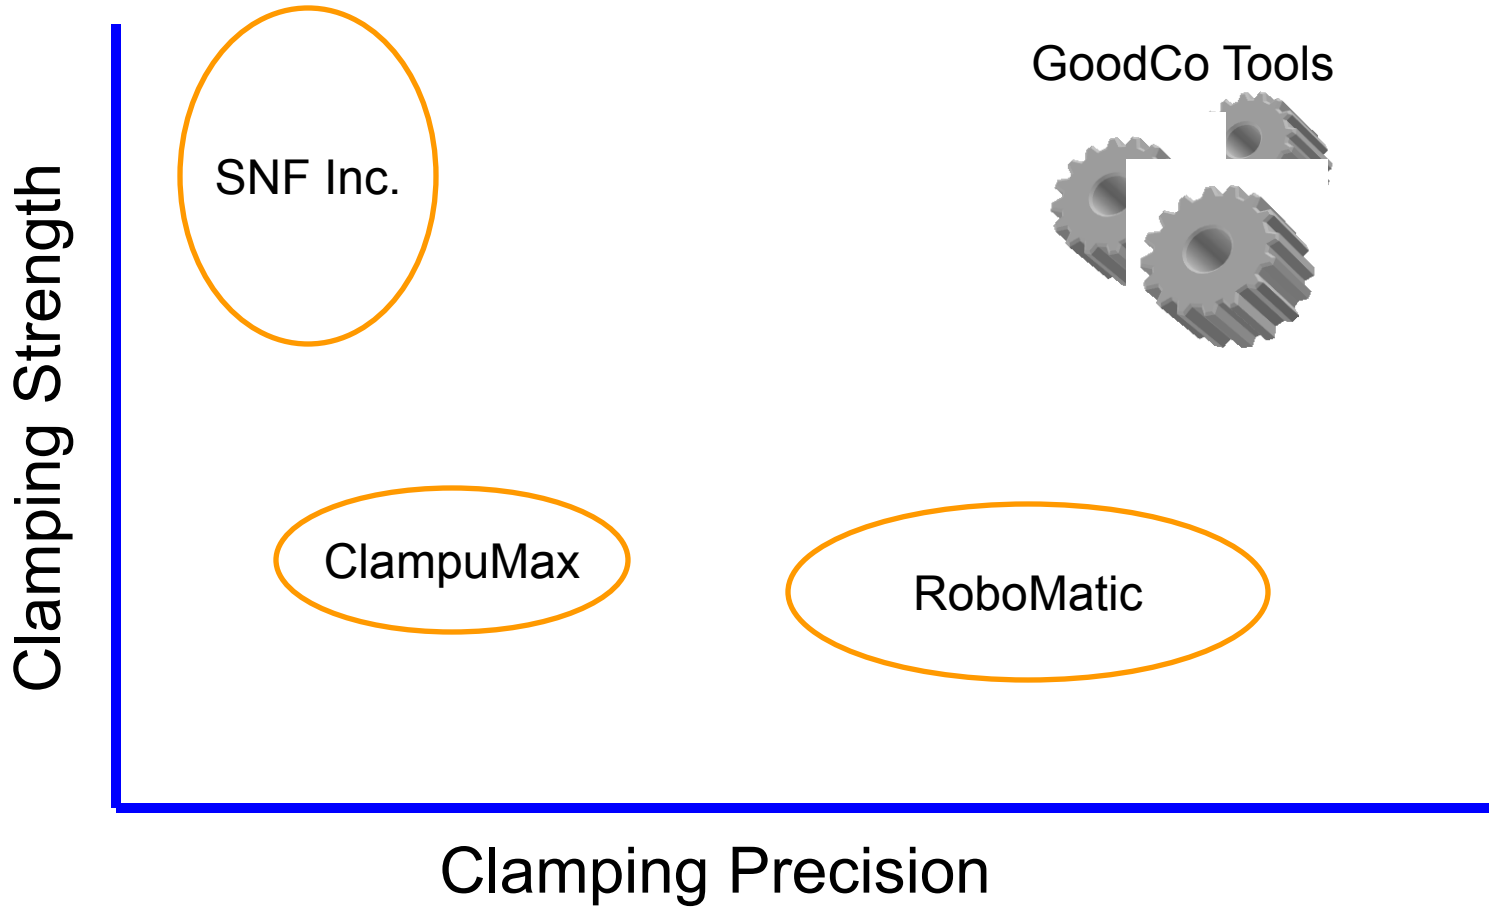 GoodCo Tools
SNF Inc.
Clamping Strength
ClampuMax
RoboMatic
Clamping Precision